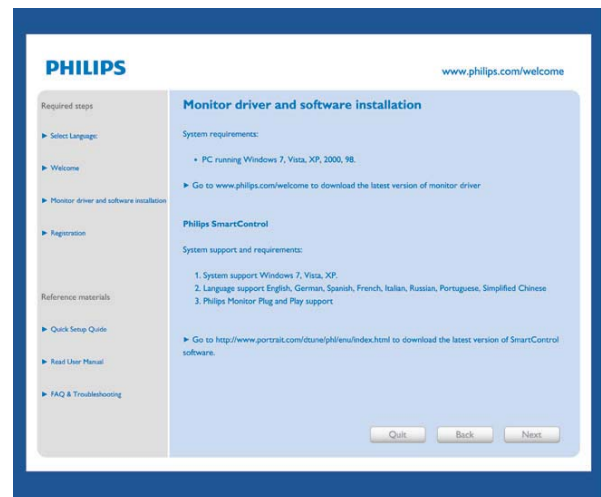 PHILIPS
www.philips.com/welcome
Required steps
► Select Language:
► Welcome
► Monitor driver and software installation
► Registration
Reference materials
► Quick Setup Quide
► Read User Manual
► FAQ & Troubleshooting
Monitor driver and software installation
System requirements:
• PC running Windows 7, Vista, XP, 2000, 98.
► Go to www.philips.com/welcome to download the latest version of monitor driver
Philips SmartControl
System support and requirements:
1. System support Windows 7, Vista, XP.
2. Language support English, German, Spanish, French, Italian, Russian, Portuguese, Simplified Chinese
3. Philips Monitor Plug and Play support
► Go to http://www.portrait.com/dtune/phl/enu/index.html to download the latest version of SmartControl
software.
Quit
Back
Next